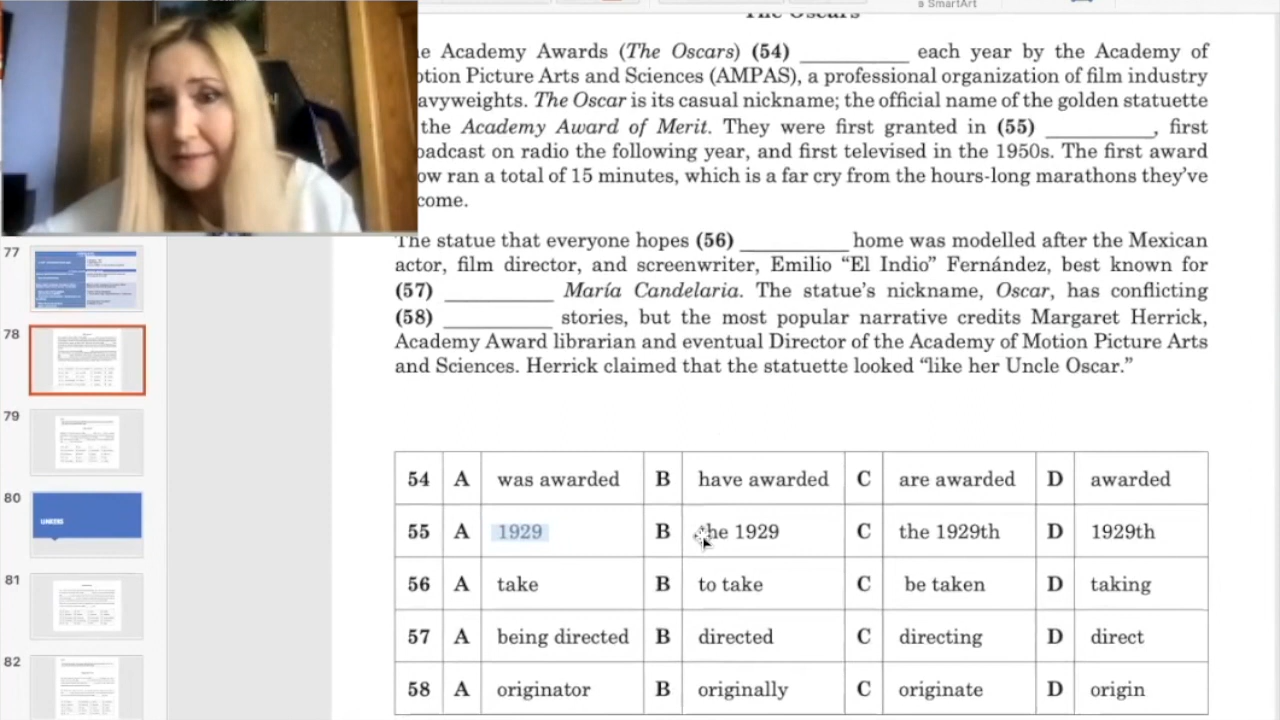 a SmartArt
The Oscars
e Academy Awards (The Oscars) (54) __________ each year by the Academy of
otion Picture Arts and Sciences (AMPAS), a professional organization of film industry
avyweights. The Oscar is its casual nickname; the official name of the golden statuette
the Academy Award of Merit. They were first granted in (55) __________, first
oadcast on radio the following year, and first televised in the 1950s. The first award
ow ran a total of 15 minutes, which is a far cry from the hours-long marathons they’ve
come.
The statue that everyone hopes (56) __________ home was modelled after the Mexican
actor, film director, and screenwriter Emilio “El Indio” Fernández, best known for
(57) __________ María Candelaria. The statue’s nickname, Oscar, has conflicting
(58) __________ stories, but the most popular narrative credits Margaret Herrick,
Academy Award librarian and eventual Director of the Academy of Motion Picture Arts
and Sciences. Herrick claimed that the statuette looked “like her Uncle Oscar.”
54 A was awarded B have awarded C are awarded D awarded
55 A 1929 B the 1929 C the 1929th D 1929th
56 A take B to take C be taken D taking
57 A being directed B directed C directing D direct
58 A originator B originally C originate D origin
77
78
79
80
LINKERS
81
82